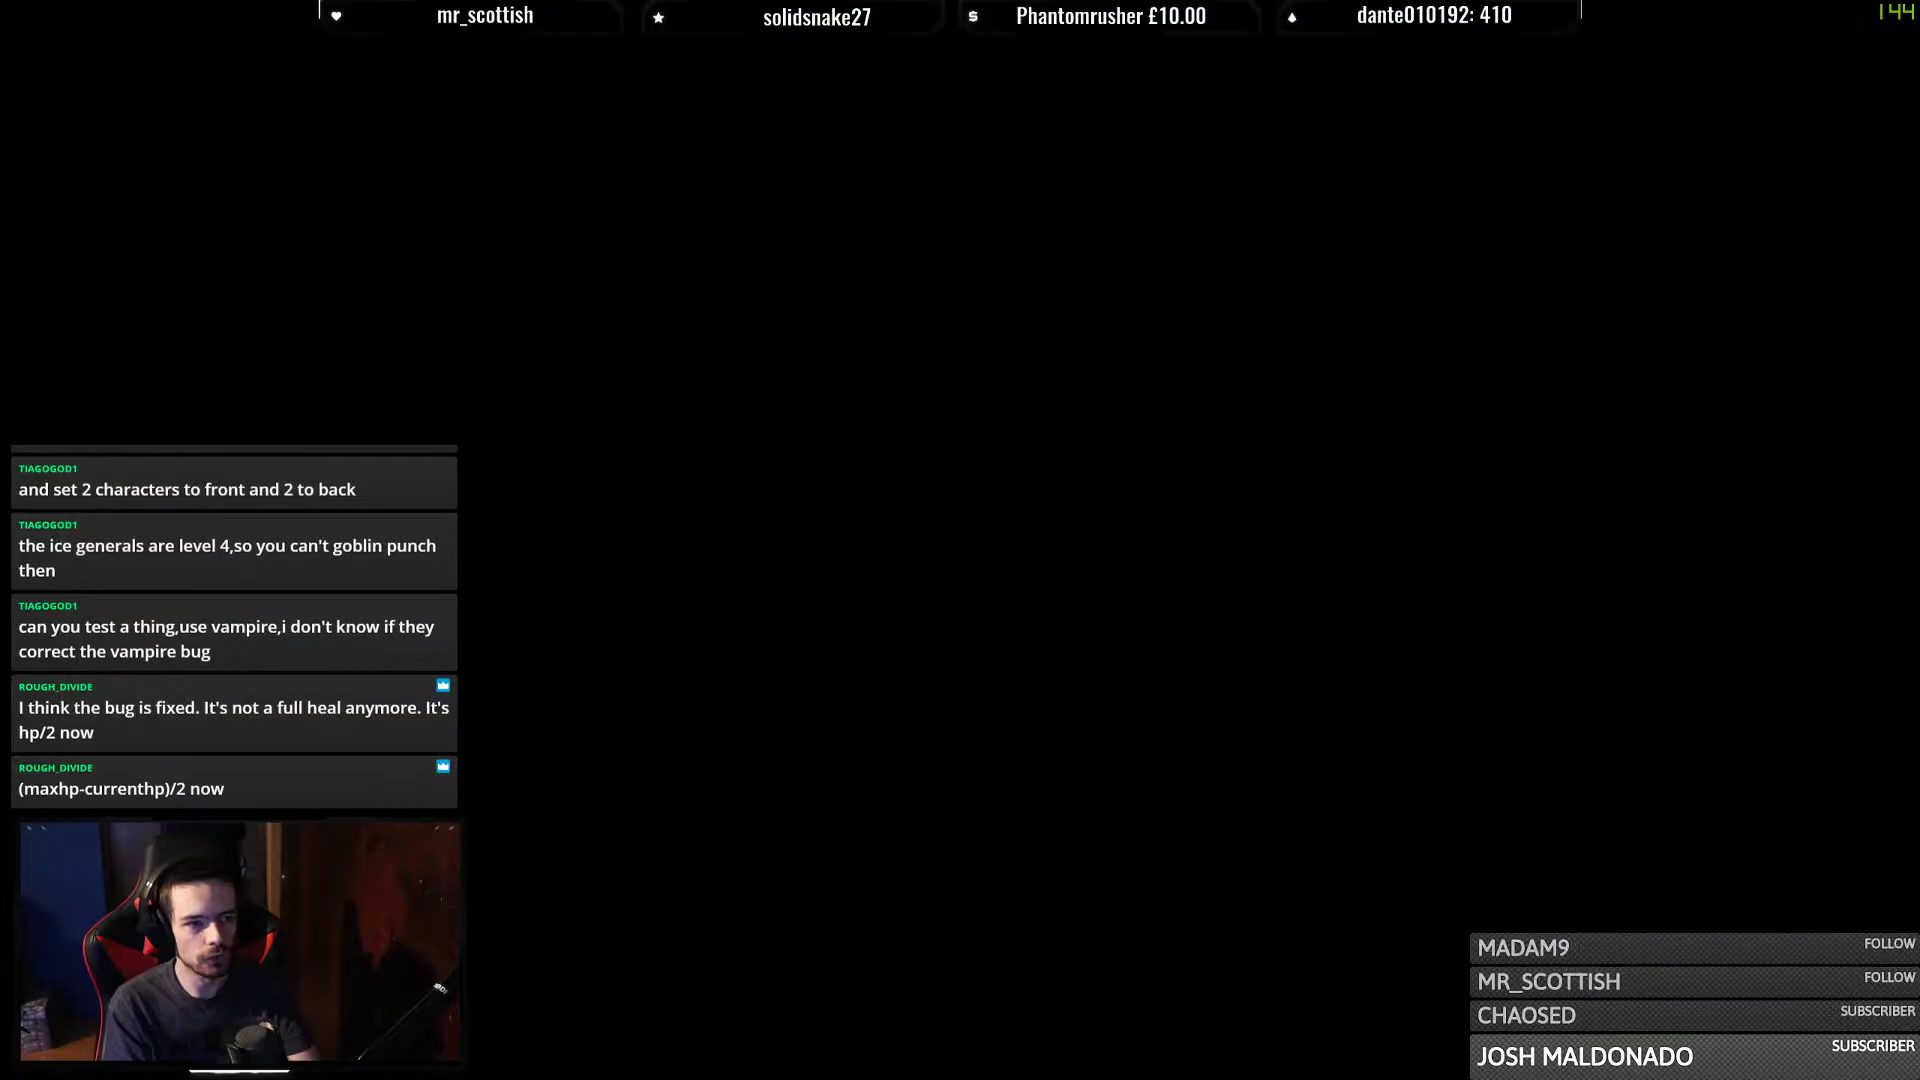 mr_scottish
solidsnake27
Phantomrusher £10.00
dante010192: 410
144
TIAGOGOD1
and set 2 characters to front and 2 to back
TIAGOGOD1
the ice generals are level 4,so you can't goblin punch
then
TIAGOGOD1
can you test a thing,use vampire,i don't know if they
correct the vampire bug
ROUGH_DIVIDE
I think the bug is fixed. It's not a full heal anymore. It's
hp/2 now
ROUGH_DIVIDE
(maxhp-currenthp)/2 now
MADAM9 FOLLOW
MR_SCOTTISH FOLLOW
CHAOSED SUBSCRIBER
JOSH MALDONADO SUBSCRIBER